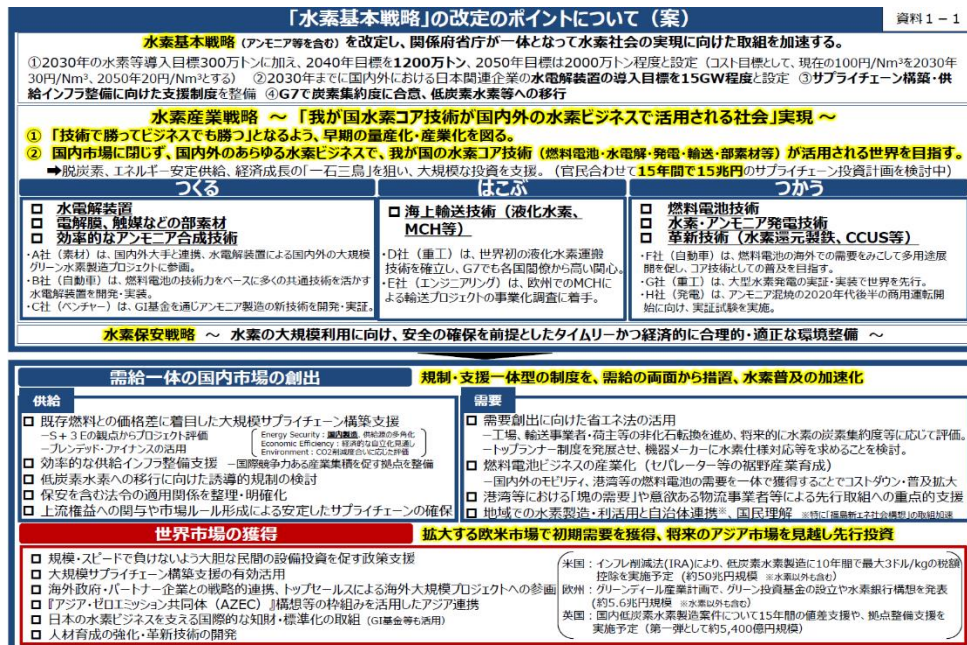 「水素基本戦略」の改定のポイントについて（案）
資料１－１
水素基本戦略（アンモニア等を含む）を改定し、関係府省庁が一体となって水素社会の実現に向けた取組を加速する。
①2030年の水素等導入目標300万トンに加え、2040年目標を1200万トン、2050年目標は2000万トン程度と設定（コスト目標として、現在の100円/Nm³を2030年
30円/Nm³、2050年20円/Nm³とする）　②2030年までに国内外における日本関連企業の水電解装置の導入目標を15GW程度と設定　③サプライチェーン構築・供
給インフラ整備に向けた支援制度を整備　④G7で炭素集約度に合意、低炭素水素等への移行
水素産業戦略　～　「我が国水素コア技術が国内外の水素ビジネスで活用される社会」実現　～
①　「技術で勝ってビジネスでも勝つ」となるよう、早期の量産化・産業化を図る。
②　国内市場に閉じず、国内外のあらゆる水素ビジネスで、我が国の水素コア技術（燃料電池・水電解・発電・輸送・部素材等）が活用される世界を目指す。
➡脱炭素、エネルギー安定供給、経済成長の「一石三鳥」を狙い、大規模な投資を支援。（官民合わせて15年間で15兆円のサプライチェーン投資計画を検討中）
つくる
□　水電解装置
□　電解膜、触媒などの部素材
□　効率的なアンモニア合成技術
・A社（素材）は、国内外大手と連携、水電解装置による国内外の大規模
グリーン水素製造プロジェクトに参画。
・B社（自動車）は、燃料電池の技術力をベースに多くの共通技術を活かす
水電解装置を開発・実装。
・C社（ベンチャー）は、GI基金を通じアンモニア製造の新技術を開発・実証。
はこぶ
□　海上輸送技術（液化水素、
MCH等）
・D社（重工）は、世界初の液化水素運搬
技術を確立し、G7でも各国閣僚から高い関心。
・E社（エンジニアリング）は、欧州でのMCHに
よる輸送プロジェクトの事業化調査に着手。
つかう
□　燃料電池技術
□　水素・アンモニア発電技術
□　革新技術（水素還元製鉄、CCUS等）
・F社（自動車）は、燃料電池の海外での需要をみこして多用途展
開を促し、コア技術としての普及を目指す。
・G社（重工）は、大型水素発電の実証・実装で世界を先行。
・H社（発電）は、アンモニア混焼の2020年代後半の商用運転開
始に向け、実証試験を実施。
水素保安戦略　～　水素の大規模利用に向け、安全の確保を前提としたタイムリーかつ経済的に合理的・適正な環境整備　～
需給一体の国内市場の創出
規制・支援一体型の制度を、需給の両面から措置、水素普及の加速化
供給
□　既存燃料との価格差に着目した大規模サプライチェーン構築支援
－S＋3Eの観点からプロジェクト評価
－ブレンデッド・ファイナンスの活用
Energy Security：国内製造、供給源の多角化
Economic Efficiency：経済的な自立化見通し
Environment：CO2削減度合いに応じた評価
□　効率的な供給インフラ整備支援　－国際競争力ある産業集積を促す拠点を整備
□　低炭素水素への移行に向けた誘導的規制の検討
□　保安を含む法令の適用関係を整理・明確化
□　上流権益への関与や市場ルール形成による安定したサプライチェーンの確保
需要
□　需要創出に向けた省エネ法の活用
－工場、輸送事業者・荷主等の非化石転換を進め、将来的に水素の炭素集約度等に応じて評価。
－トップランナー制度を発展させ、機器メーカーに水素仕様対応等を求めることを検討。
□　燃料電池ビジネスの産業化（セパレーター等の裾野産業育成）
－国内外のモビリティ、港湾等の燃料電池の需要を一体で獲得することでコストダウン・普及拡大
□　港湾等における「塊の需要」や意欲ある物流事業者等による先行取組への重点的支援
□　地域での水素製造・利活用と自治体連携※、国民理解　※特に「福島新エネ社会構想」の取組加速
世界市場の獲得
拡大する欧米市場で初期需要を獲得、将来のアジア市場を見越し先行投資
□　規模・スピードで負けないよう大胆な民間の設備投資を促す政策支援
□　大規模サプライチェーン構築支援の有効活用
□　海外政府・パートナー企業との戦略的連携、トップセールスによる海外大規模プロジェクトへの参画
□　『アジア・ゼロエミッション共同体（AZEC）』構想等の枠組みを活用したアジア連携
□　日本の水素ビジネスを支える国際的な知財・標準化の取組（GI基金等も活用）
□　人材育成の強化・革新技術の開発
米国：インフレ削減法(IRA)により、低炭素水素製造に10年間で最大3ドル/kgの税額
控除を実施予定（約50兆円規模　※水素以外も含む）
欧州：グリーンディール産業計画で、グリーン投資基金の設立や水素銀行構想を発表
（約5.6兆円規模　※水素以外も含む）
英国：国内低炭素水素製造案件について15年間の値差支援や、拠点整備支援を
実施予定（第一弾として約5,400億円規模）